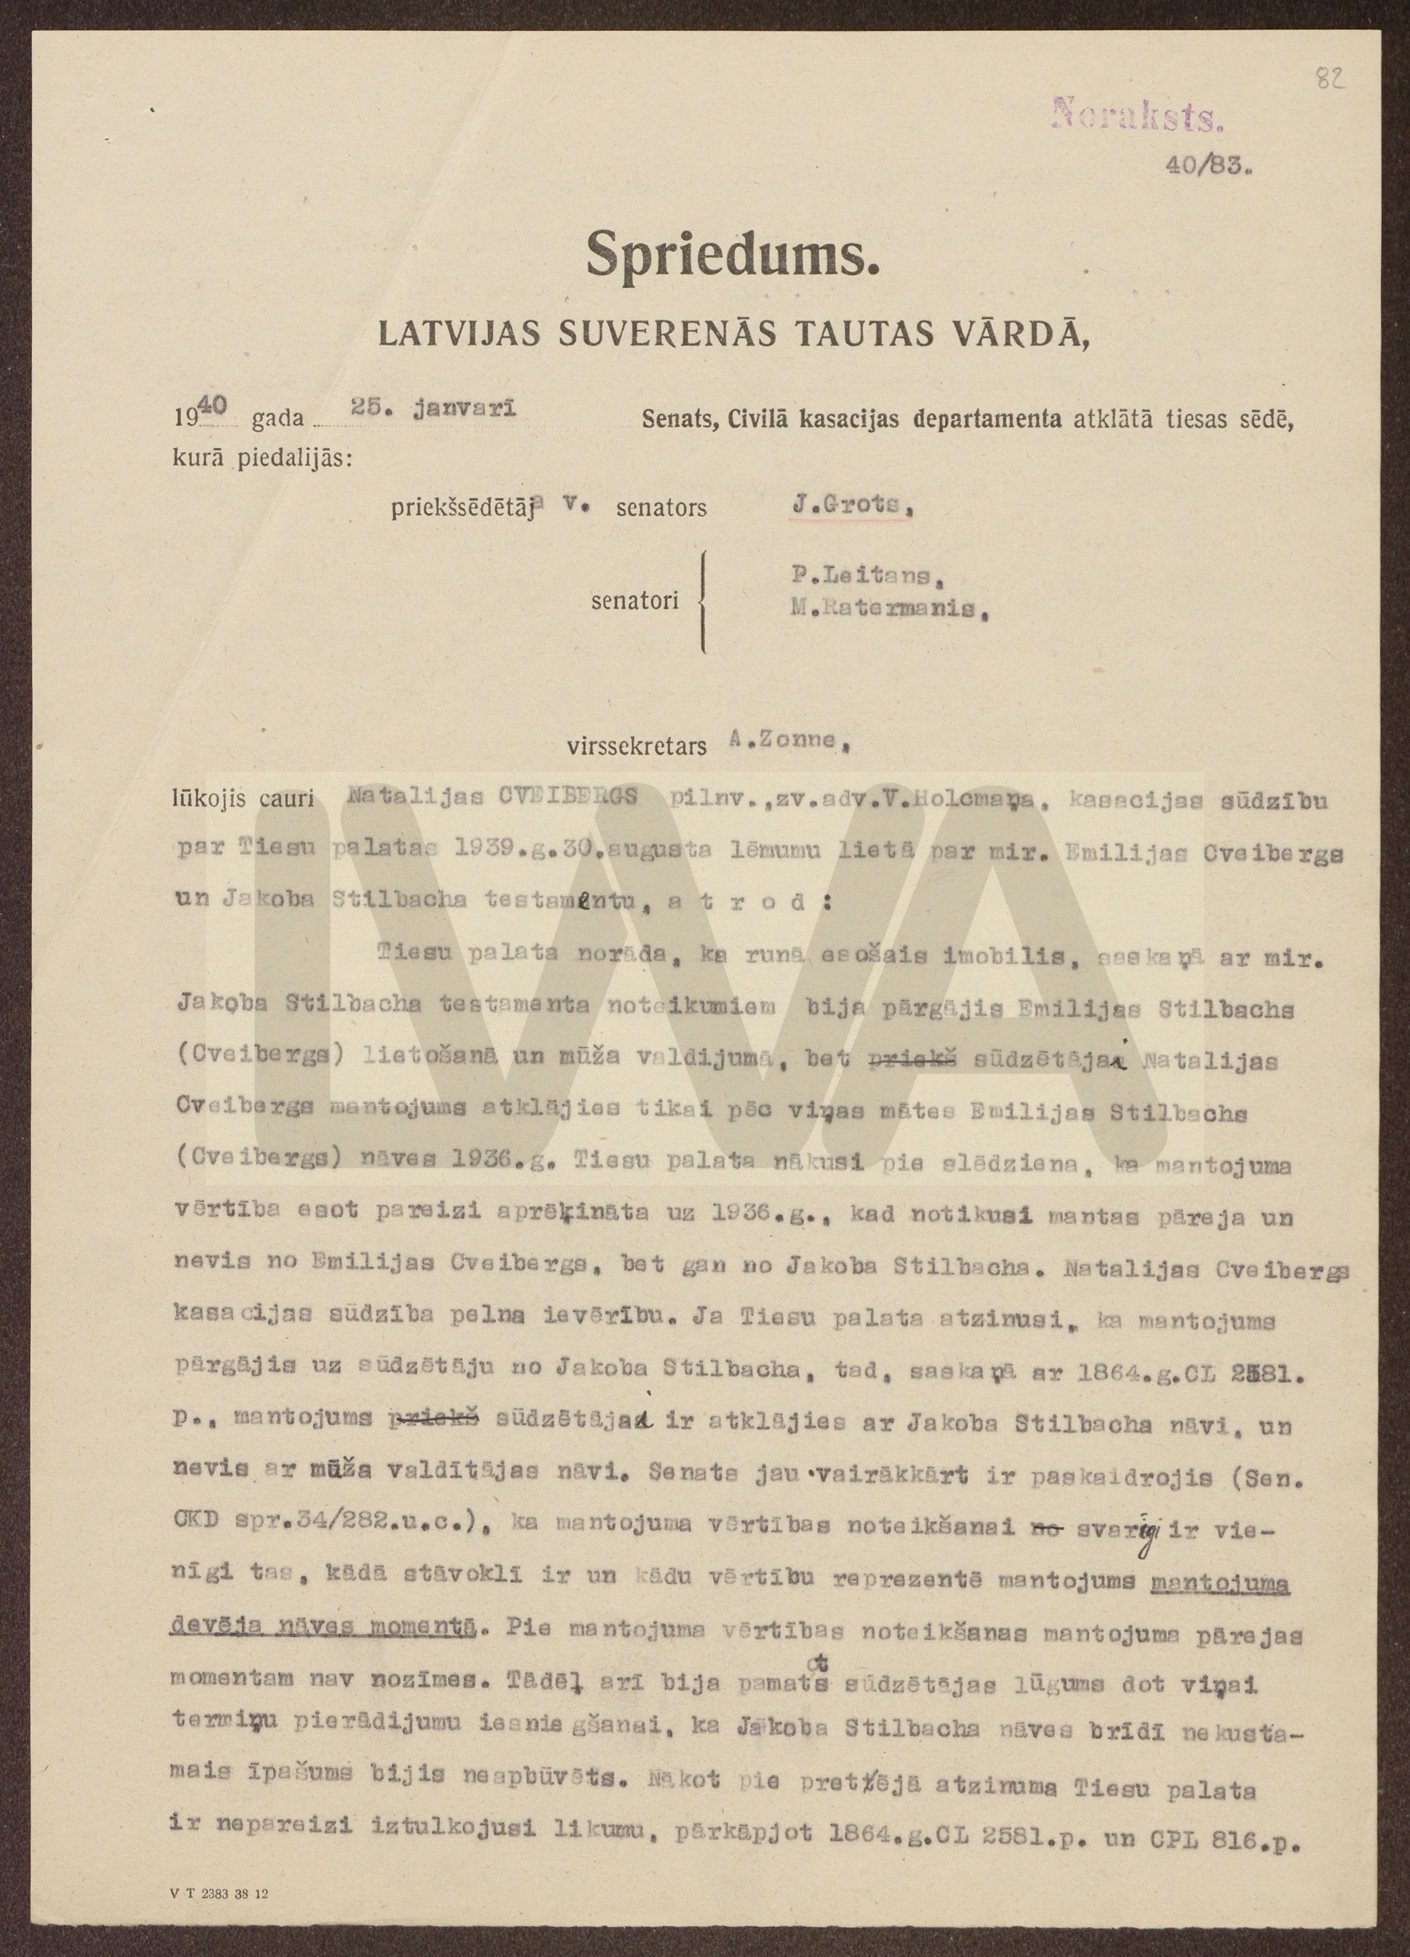 82
Noraksts.
40/83.
Spriedums.
LATVIJAS SUVERENĀS TAUTAS VĀRDĀ,
1940 gada 25. janvarī Senats, Civilā kasacijas departamenta atklātā tiesas sēdē,
kurā piedalijās:
priekšsēdētāja v. senators J.Grots,
senatori P.Leitans,
M.Ratermanis,
virssekretars A.Zonne,
lūkojis cauri Natalijas CVEIBERGS pilnv.,zv.adv.V.Holcmaņa, kasacijas sūdzību
par Tiesu palatas 1939.g.30.augusta lēmumu lietā par mir. Emilijas Cveibergs
un Jakoba Stilbacha testamentu, a t r o d :
Tiesu palata norāda, ka runā esošais imobilis, saskaņā ar mir.
Jakoba Stilbacha testamenta noteikumiem bija pārgājis Emilijas Stilbachs
(Cveibergs) lietošanā un mūža valdijumā, bet priekš sūdzētājai Natalijas
Cveibergs mantojums atklājies tikai pēc viņas mātes Emilijas Stilbachs
(Cveibergs) nāves 1936.g. Tiesu palata nākusi pie slēdziena, ka mantojuma
vērtība esot pareizi aprēķināta uz 1936.g., kad notikusi mantas pāreja un
nevis no Emilijas Cveibergs, bet gan no Jakoba Stilbacha. Natalijas Cveibergs
kasacijas sūdzība pelna ievērību. Ja Tiesu palata atzinusi, ka mantojums
pārgājis uz sūdzētāju no Jakoba Stilbacha, tad, saskaņā ar 1864.g.CL 2581.
p., mantojums priekš sūdzētājai ir atklājies ar Jakoba Stilbacha nāvi, un
nevis ar mūža valdītājas nāvi. Senats jau vairākkārt ir paskaidrojis (Sen.
CKD spr.34/282.u.c.), ka mantojuma vērtības noteikšanai no svarīgi ir vie-
nīgi tas, kādā stāvoklī ir un kādu vērtību reprezentē mantojums mantojuma
devēja nāves momentā. Pie mantojuma vērtības noteikšanas mantojuma pārejas
momentam nav nozīmes. Tādēļ arī bija pamatots sūdzētājas lūgums dot viņai
termiņu pierādijumu iesniegšanai, ka Jakoba Stilbacha nāves brīdī nekusta-
mais īpašums bijis neapbūvēts. Nākot pie pretējā atzinuma Tiesu palata
ir nepareizi iztulkojusi likumu, pārkāpjot 1864.g.CL 2581.p. un CPL 816.p.
V T 2383 38 12
LVVA